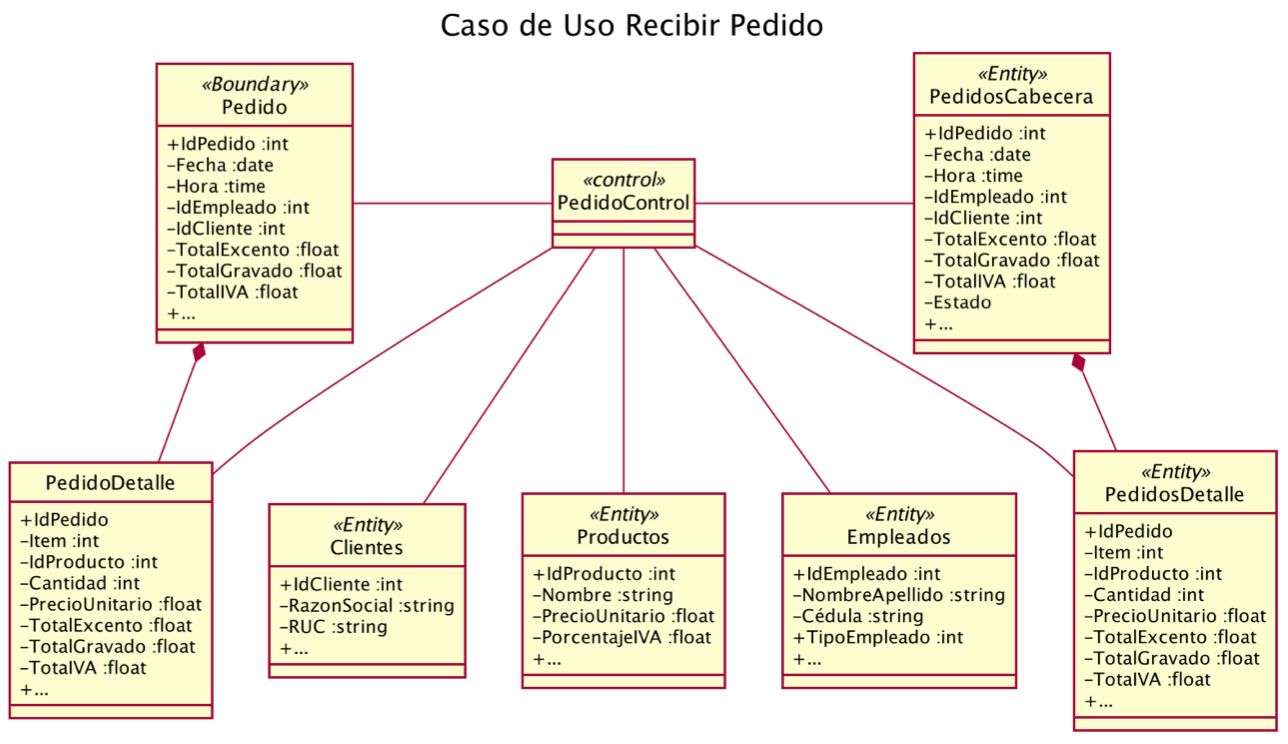 Caso de Uso Recibir Pedido
«Boundary»
Pedido
+IdPedido :int
–Fecha :date
–Hora :time
–IdEmpleado :int
–IdCliente :int
–TotalExcento :float
–TotalGravado :float
–TotalIVA :float
+...
«control»
PedidoControl
«Entity»
PedidosCabecera
+IdPedido :int
–Fecha :date
–Hora :time
–IdEmpleado :int
–IdCliente :int
–TotalExcento :float
–TotalGravado :float
–TotalIVA :float
–Estado
+...
PedidoDetalle
+IdPedido
–Item :int
–IdProducto :int
–Cantidad :int
–PrecioUnitario :float
–TotalExcento :float
–TotalGravado :float
–TotalVA :float
+...
«Entity»
Clientes
+IdCliente :int
–RazonSocial :string
–RUC :string
+...
«Entity»
Productos
+IdProducto :int
–Nombre :string
–PrecioUnitario :float
–PorcentajeIVA :float
+...
«Entity»
Empleados
+IdEmpleado :int
–NombreApellido :string
–Cédula :string
+TipoEmpleado :int
+...
«Entity»
PedidosDetalle
+IdPedido
–Item :int
–IdProducto :int
–Cantidad :int
–PrecioUnitario :float
–TotalExcento :float
–TotalGravado :float
–TotalVA :float
+...